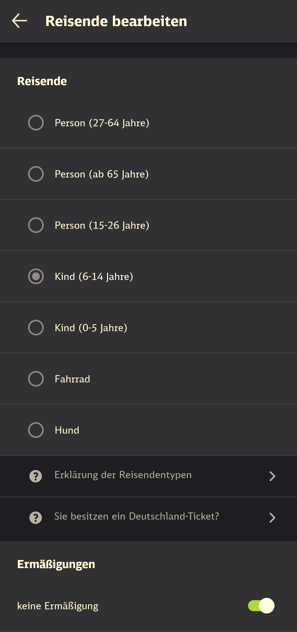 Reisende bearbeiten
Reisende
Person (27-64 Jahre)
Person (ab 65 Jahre)
Person (15-26 Jahre)
Kind (6-14 Jahre)
Kind (0-5 Jahre)
Fahrrad
Hund
Erklärung der Reisendentypen
Sie besitzen ein Deutschland-Ticket?
Ermäßigungen
keine Ermäßigung